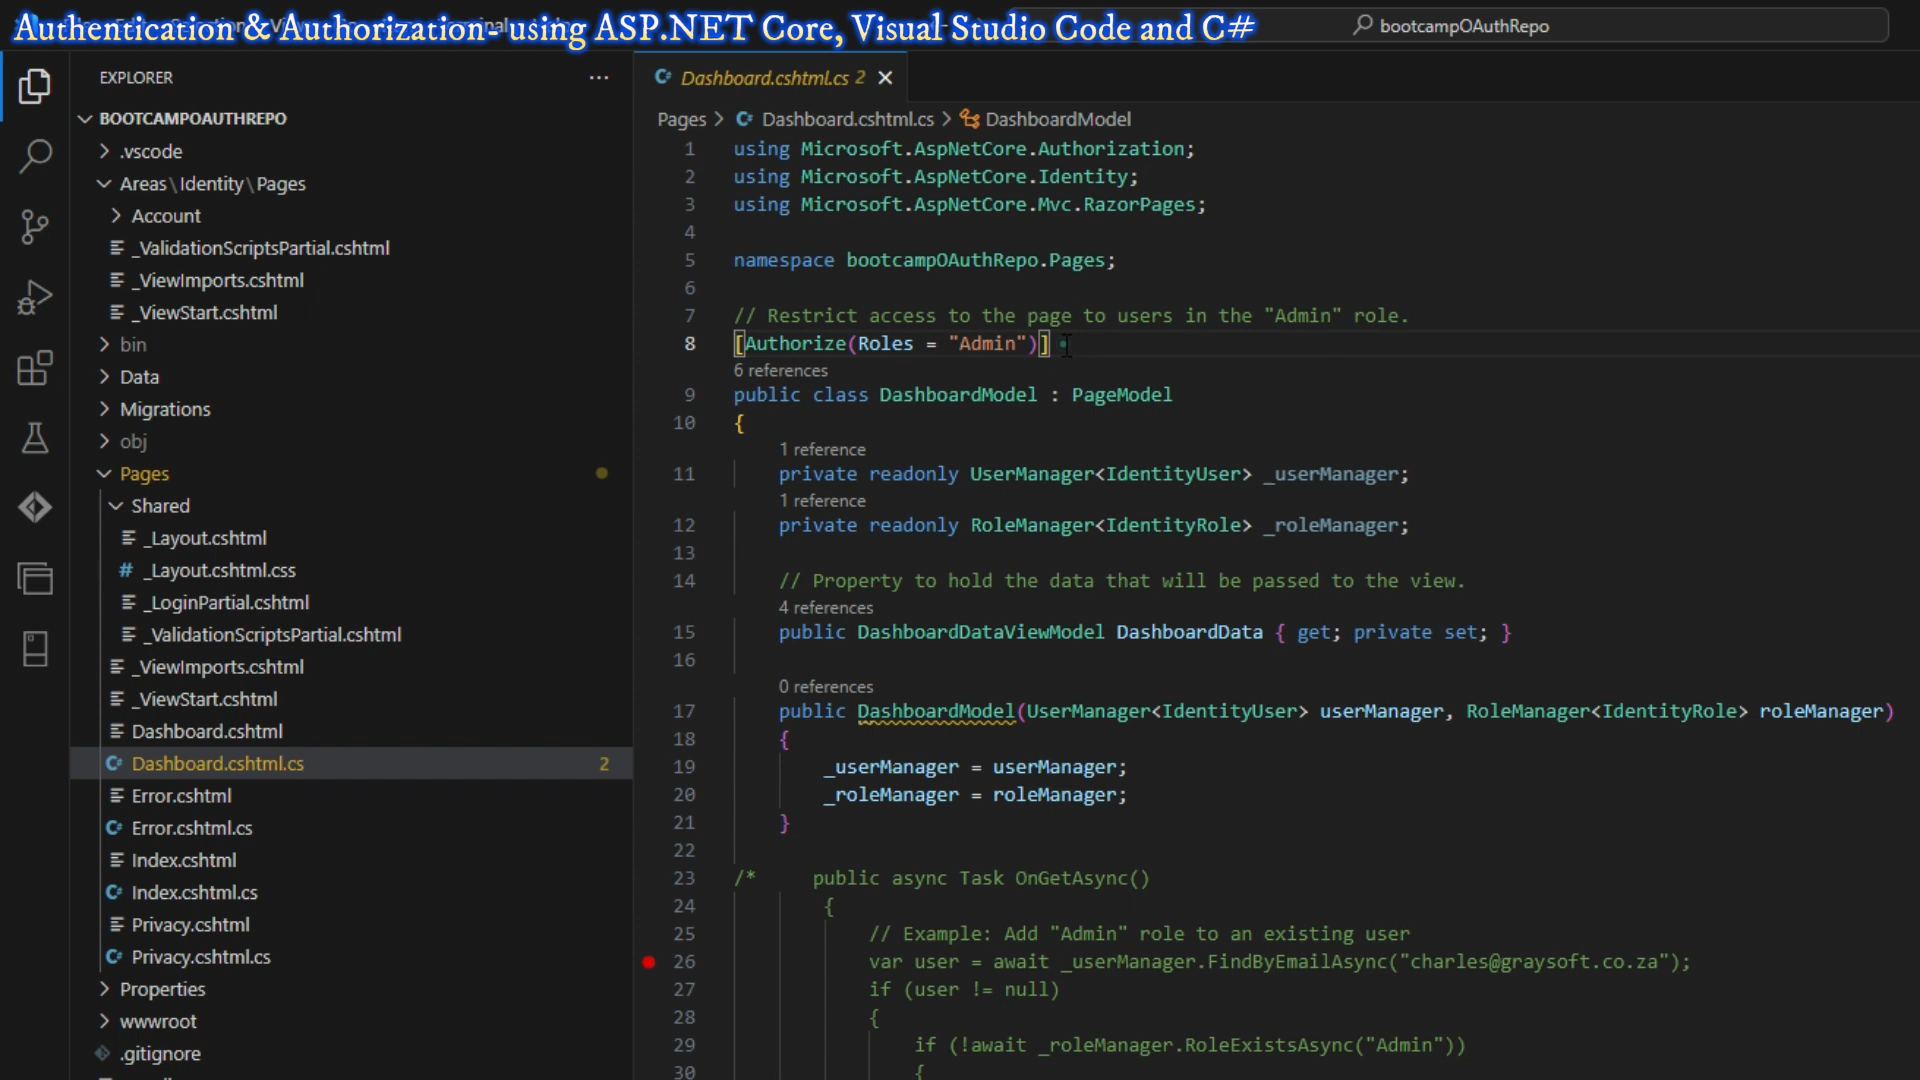 Authentication & Authorization- using ASP.NET Core, Visual Studio Code and C#
bootcampOAuthRepo
EXPLORER
BOOTCAMPOAUTHREPO
.vscode
Areas\Identity\Pages
Account
_ValidationScriptsPartial.cshtml
_ViewImports.cshtml
_ViewStart.cshtml
bin
Data
Migrations
obj
Pages
Shared
_Layout.cshtml
_Layout.cshtml.css
_LoginPartial.cshtml
_ValidationScriptsPartial.cshtml
_ViewImports.cshtml
_ViewStart.cshtml
Dashboard.cshtml
Dashboard.cshtml.cs 2
Error.cshtml
Error.cshtml.cs
Index.cshtml
Index.cshtml.cs
Privacy.cshtml
Privacy.cshtml.cs
Properties
wwwroot
.gitignore
Dashboard.cshtml.cs 2
Pages > Dashboard.cshtml.cs > DashboardModel
1 using Microsoft.AspNetCore.Authorization;
2 using Microsoft.AspNetCore.Identity;
3 using Microsoft.AspNetCore.Mvc.RazorPages;
4
5 namespace bootcampOAuthRepo.Pages;
6
7 // Restrict access to the page to users in the "Admin" role.
8 [Authorize(Roles = "Admin")]
6 references
9 public class DashboardModel : PageModel
10 {
1 reference
11 private readonly UserManager<IdentityUser> _userManager;
1 reference
12 private readonly RoleManager<IdentityRole> _roleManager;
13
14 // Property to hold the data that will be passed to the view.
4 references
15 public DashboardDataViewModel DashboardData { get; private set; }
16
0 references
17 public DashboardModel(UserManager<IdentityUser> userManager, RoleManager<IdentityRole> roleManager)
18 {
19 _userManager = userManager;
20 _roleManager = roleManager;
21 }
22
23 /* public async Task OnGetAsync()
24 {
25 // Example: Add "Admin" role to an existing user
26 var user = await _userManager.FindByEmailAsync("charles@graysoft.co.za");
27 if (user != null)
28 {
29 if (!await _roleManager.RoleExistsAsync("Admin"))
30 {